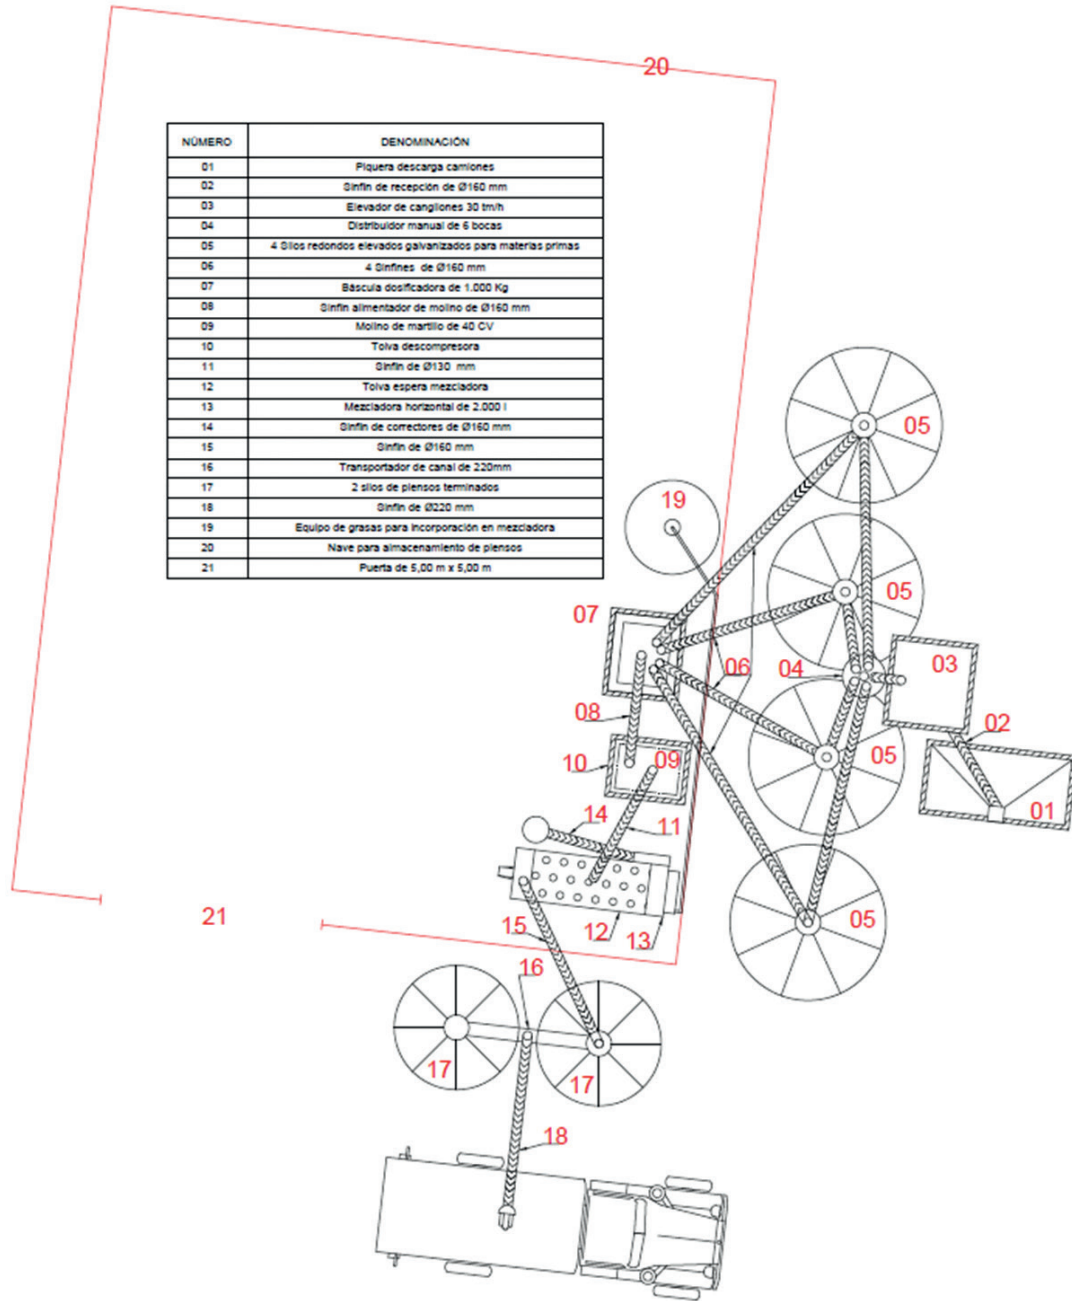 20
NÚMERO DENOMINACIÓN
01 Piquera descarga camiones
02 Sinfín de recepción de Ø160 mm
03 Elevador de cangilones 30 tm/h
04 Distribuidor manual de 6 bocas
05 4 Silos redondos elevados galvanizados para materias primas
06 4 Sinfines de Ø160 mm
07 Báscula dosificadora de 1.000 Kg
08 Sinfín alimentador de molino de Ø160 mm
09 Molino de martillo de 40 CV
10 Tolva descompresora
11 Sinfín de Ø130 mm
12 Tolva espera mezcladora
13 Mezcladora horizontal de 2.000 l
14 Sinfín de correctores de Ø160 mm
15 Sinfín de Ø160 mm
16 Transportador de canal de 220mm
17 2 silos de piensos terminados
18 Sinfín de Ø220 mm
19 Equipo de grasas para incorporación en mezcladora
20 Nave para almacenamiento de piensos
21 Puerta de 5,00 m x 5,00 m
05
19
05
07
06
04
03
08
02
10
09
05
01
14
11
21
15
12
13
05
16
17
17
18